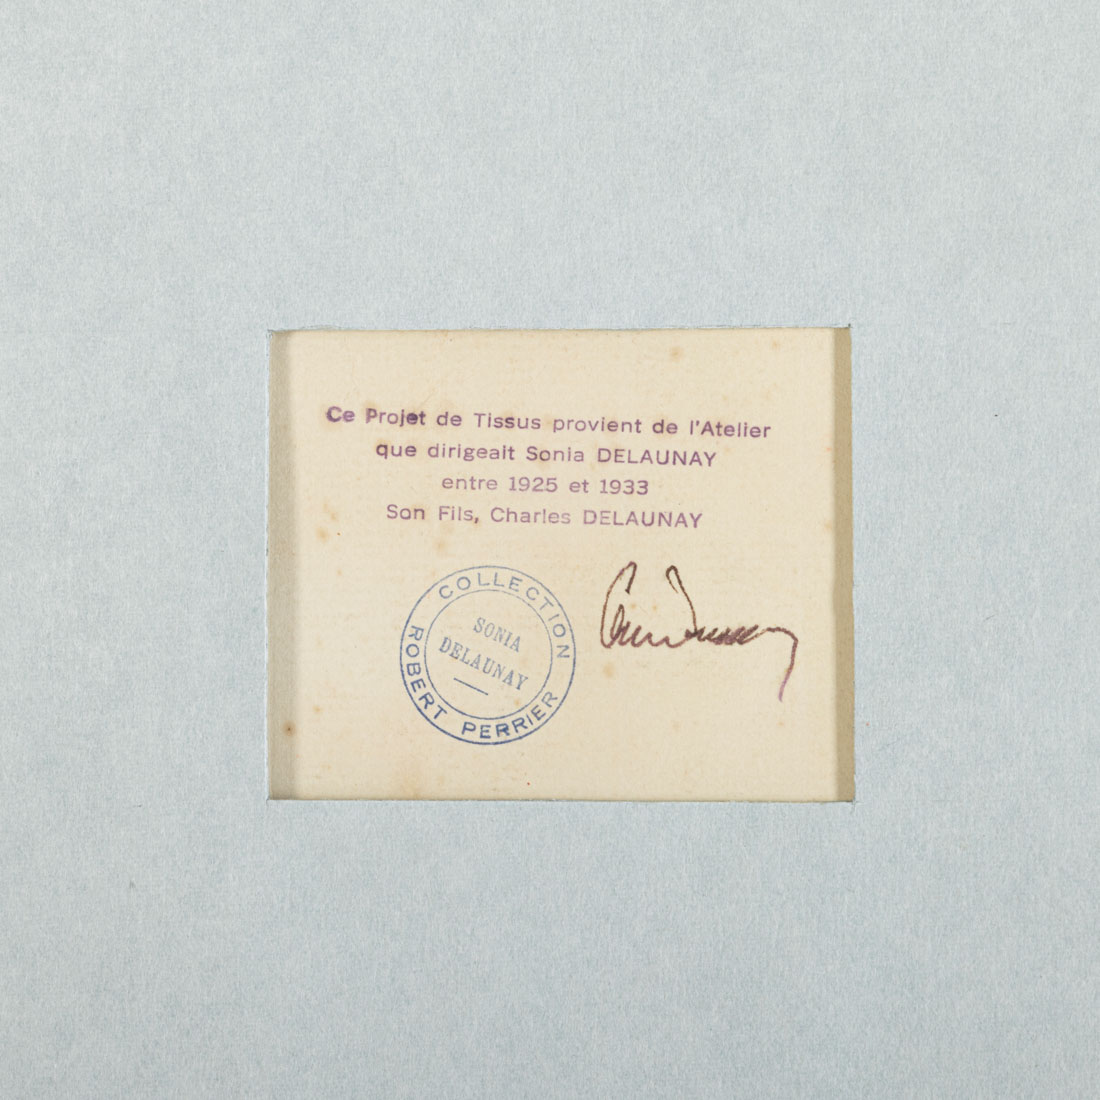 Ce Projet de Tissus provient de l'Atelier
que dirigeait Sonia DELAUNAY
entre 1925 et 1933
Son Fils, Charles DELAUNAY
COLLECTION
SONIA
DELAUNAY
ROBERT PERRIER